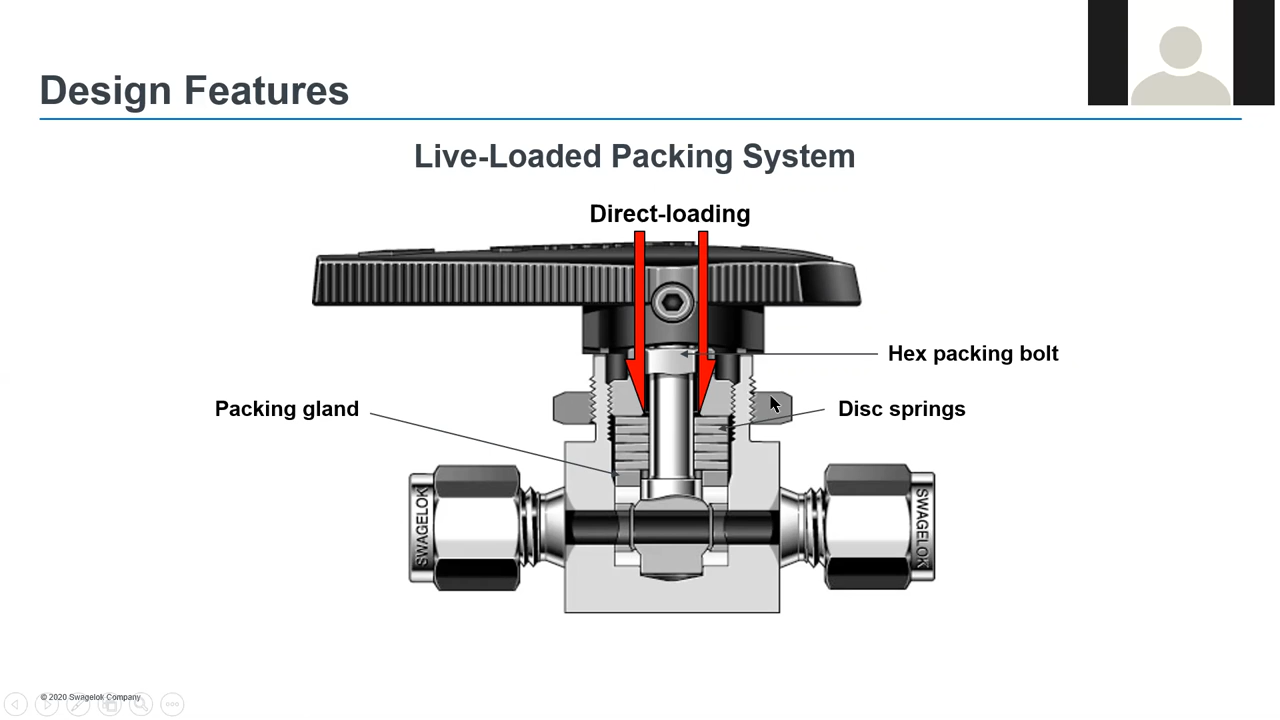 Design Features
Live-Loaded Packing System
Direct-loading
Hex packing bolt
Packing gland
Disc springs
SWAGELOK
SWAGELOK
© 2020 Swagelok Company